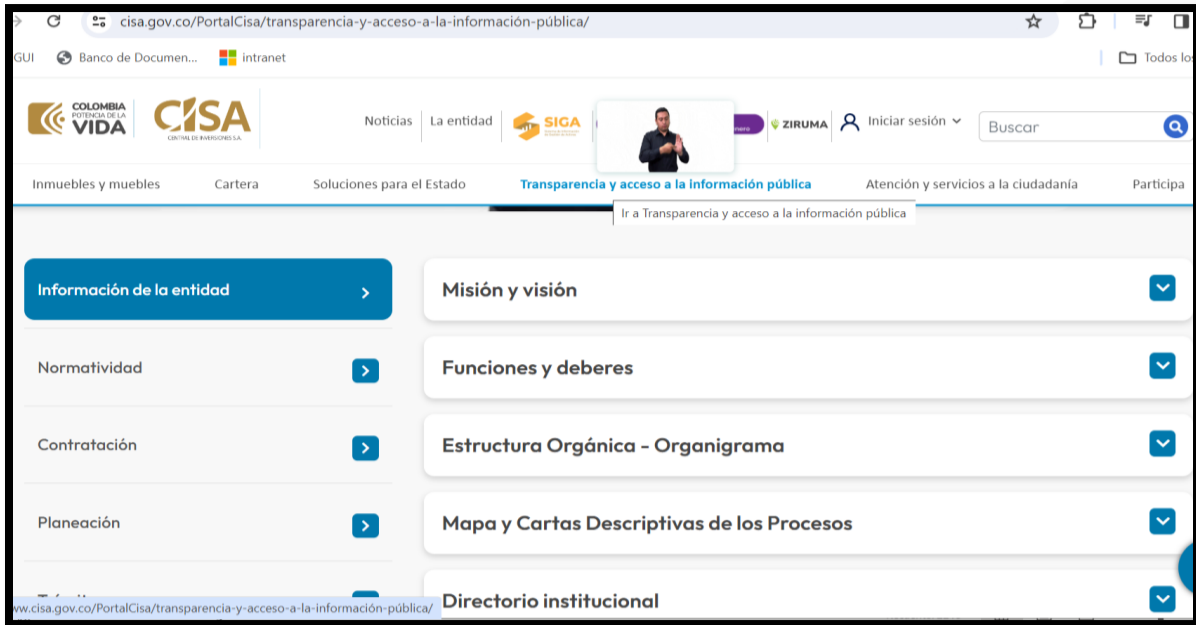 cisa.gov.co/PortalCisa/transparencia-y-acceso-a-la-información-pública/
GUI Banco de Documen... intranet Todos los
COLOMBIA
POTENCIA DE LA
VIDA
CISA
CENTRAL DE INVERSIONES S.A.
Noticias La entidad SIGA ZIRUMA Iniciar sesión Buscar
Inmuebles y muebles Cartera Soluciones para el Estado Transparencia y acceso a la información pública Atención y servicios a la ciudadanía Participa
Ir a Transparencia y acceso a la información pública
Información de la entidad
Normatividad
Contratación
Planeación
Misión y visión
Funciones y deberes
Estructura Orgánica - Organigrama
Mapa y Cartas Descriptivas de los Procesos
Directorio institucional
ww.cisa.gov.co/PortalCisa/transparencia-y-acceso-a-la-información-pública/